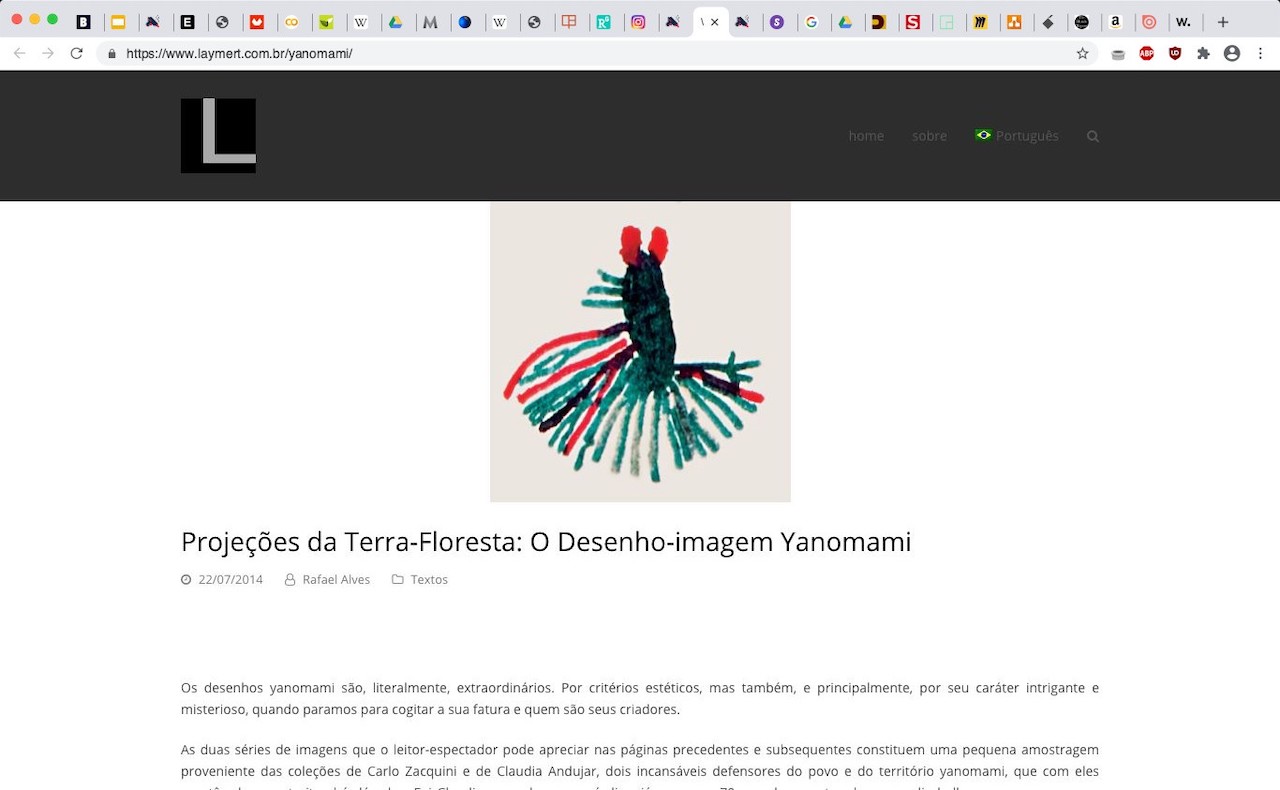 https://www.laymert.com.br/yanomami/
ABP
home sobre Português
Projeções da Terra-Floresta: O Desenho-imagem Yanomami
22/07/2014 Rafael Alves Textos
Os desenhos yanomami são, literalmente, extraordinários. Por critérios estéticos, mas também, e principalmente, por seu caráter intrigante e
misterioso, quando paramos para cogitar a sua fatura e quem são seus criadores.
As duas séries de imagens que o leitor-espectador pode apreciar nas páginas precedentes e subsequentes constituem uma pequena amostragem
proveniente das coleções de Carlo Zacquini e de Claudia Andujar, dois incansáveis defensores do povo e do território yanomami, que com eles